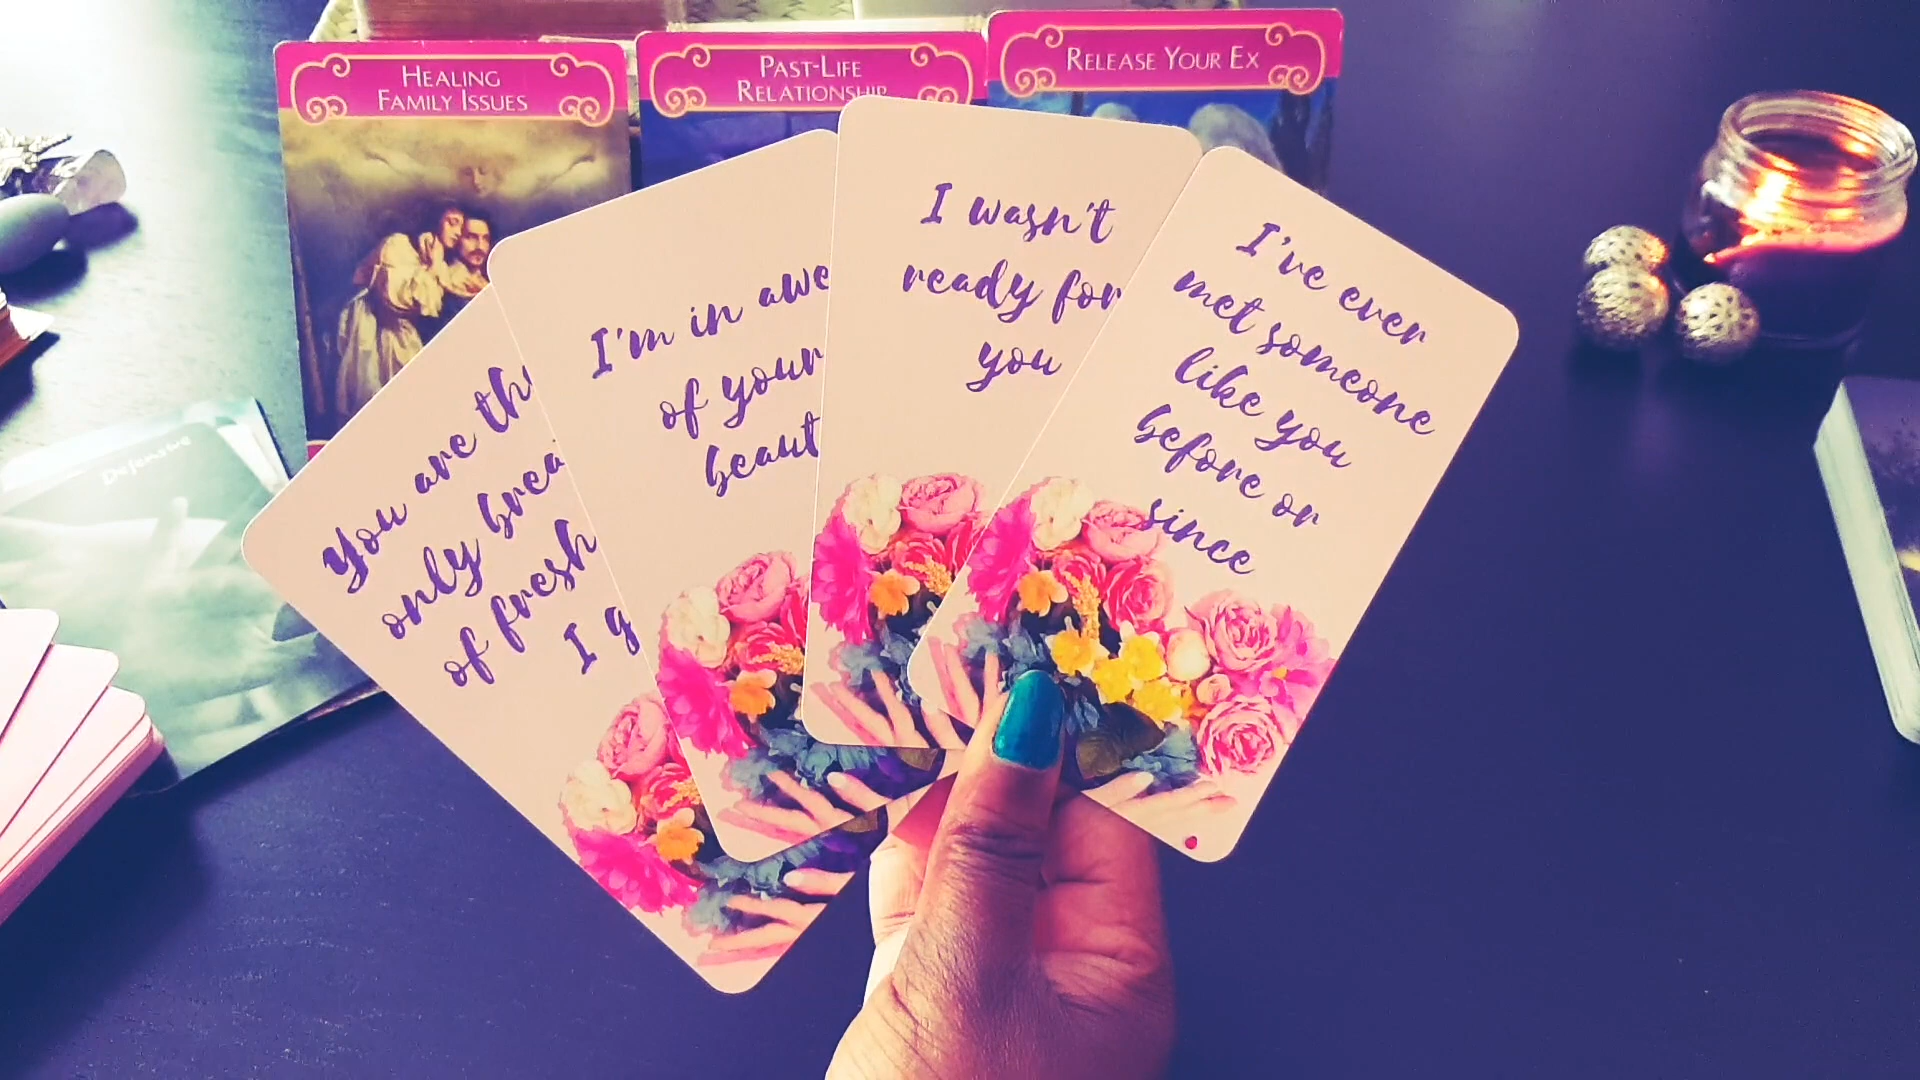 HEALING
FAMILY ISSUES
PAST-LIFE
RELATIONSHIP
RELEASE YOUR EX
You are th
only brea
of fresh
I g
I'm in awe
of your
beaut
I wasn't
ready for
you
I've ever
met someone
like you
before or
since
Defensive